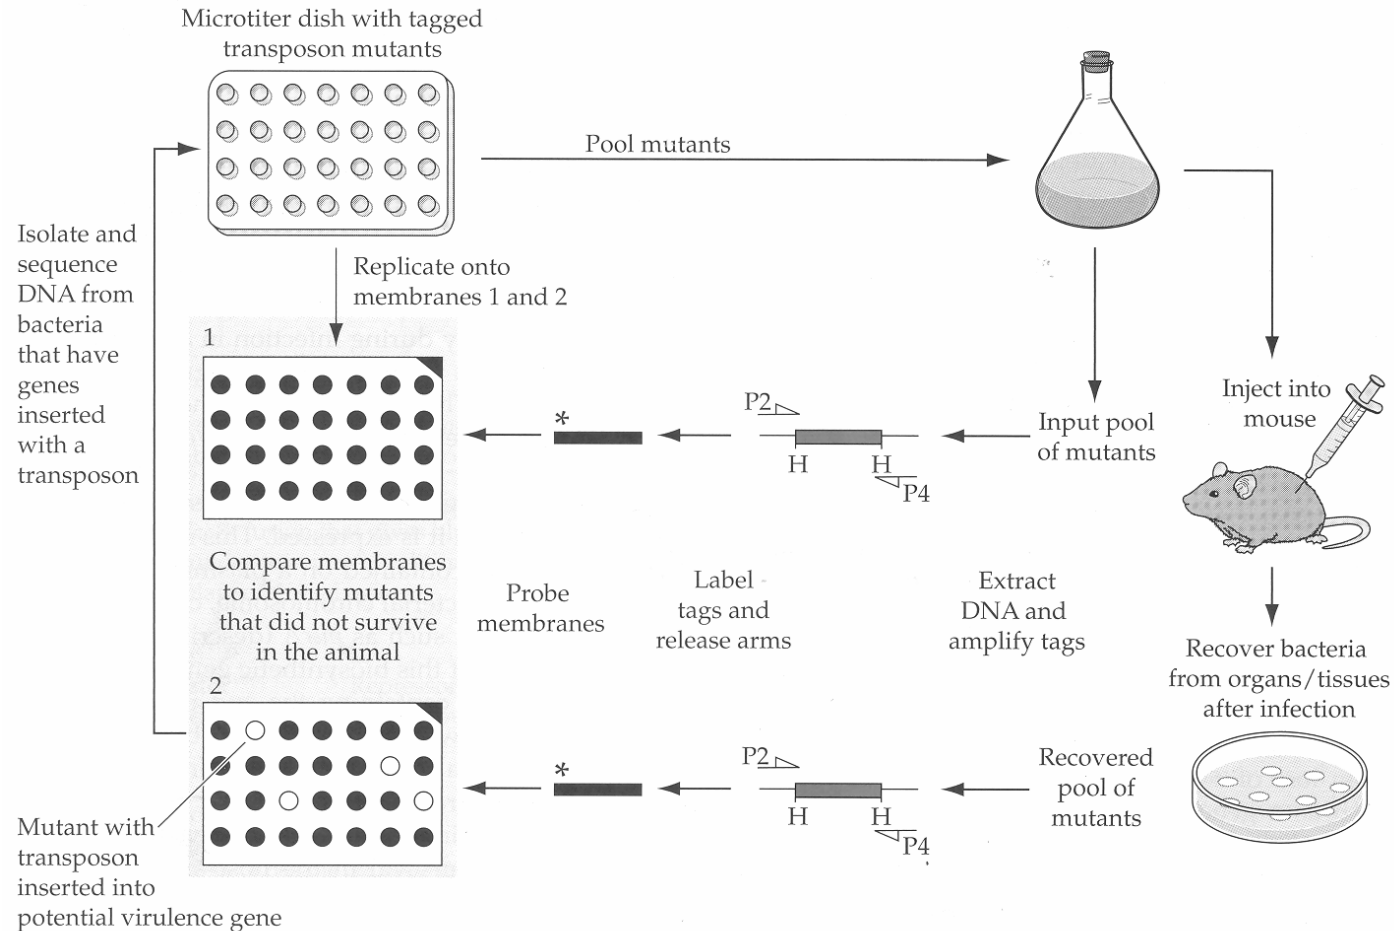 Microtiter dish with tagged
transposon mutants
Pool mutants
Isolate and
sequence
DNA from
bacteria
that have
genes
inserted
with a
transposon
Replicate onto
membranes 1 and 2
1
P2
H H
P4
Input pool
of mutants
Inject into
mouse
*
Compare membranes
to identify mutants
that did not survive
in the animal
Probe
membranes
Label
tags and
release arms
Extract
DNA and
amplify tags
Recover bacteria
from organs/tissues
after infection
2
*
P2
H H
P4
Recovered
pool of
mutants
Mutant with
transposon
inserted into
potential virulence gene